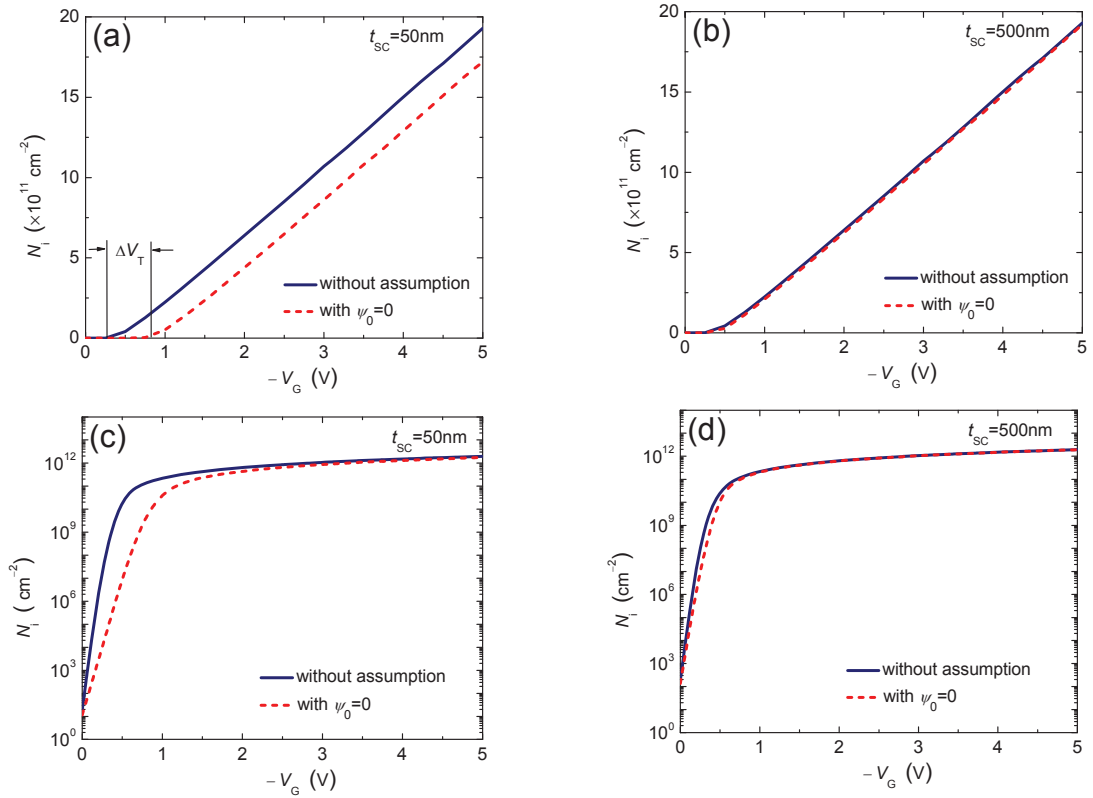 (a)
t_SC=50nm
20
15
10
5
0
N_i (×10^11 cm^−2)
ΔV_T
without assumption
with ψ_0=0
0 1 2 3 4 5
−V_G (V)
(b)
t_SC=500nm
20
15
10
5
0
N_i (×10^11 cm^−2)
without assumption
with ψ_0=0
0 1 2 3 4 5
−V_G (V)
(c)
t_SC=50nm
10^12
10^9
10^6
10^3
10^0
N_i ( cm^−2)
without assumption
with ψ_0=0
0 1 2 3 4 5
−V_G (V)
(d)
t_SC=500nm
10^12
10^9
10^6
10^3
10^0
N_i (cm^−2)
without assumption
with ψ_0=0
0 1 2 3 4 5
−V_G (V)